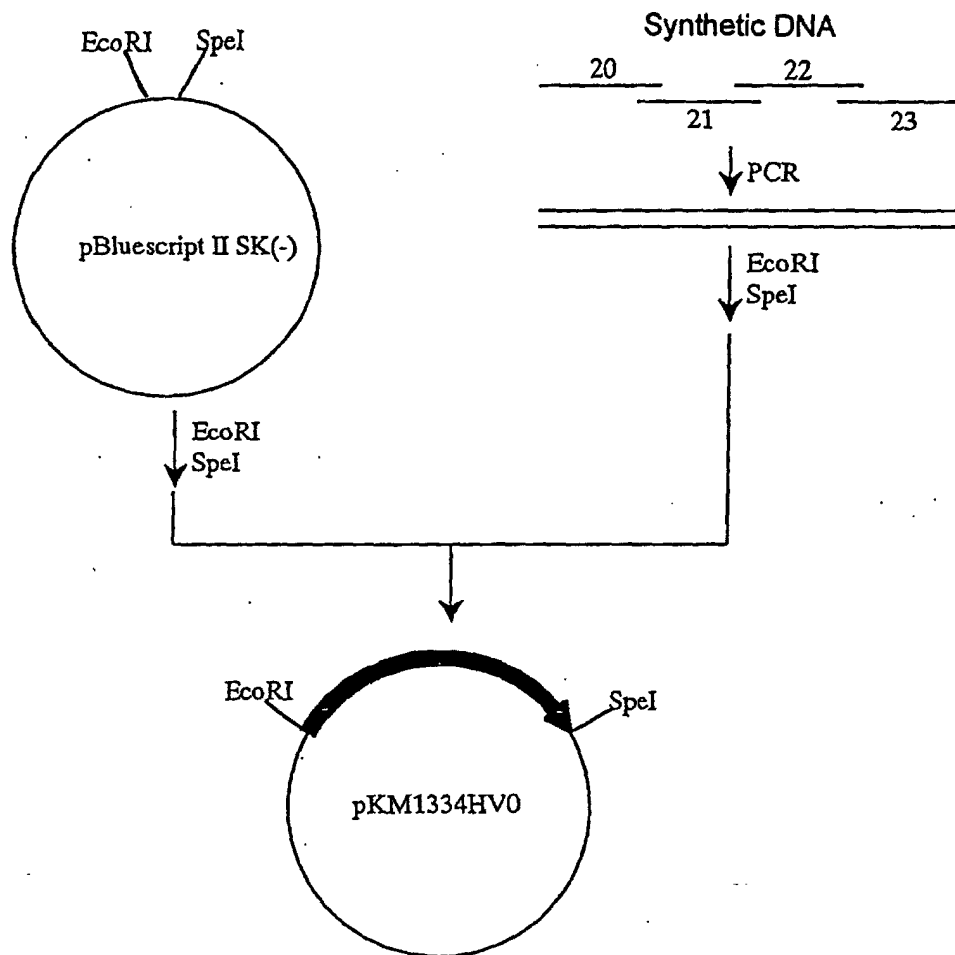 EcoRI
SpeI
pBluescript II SK(-)
EcoRI
SpeI
Synthetic DNA
20
22
21
23
PCR
EcoRI
SpeI
EcoRI
SpeI
pKM1334HV0